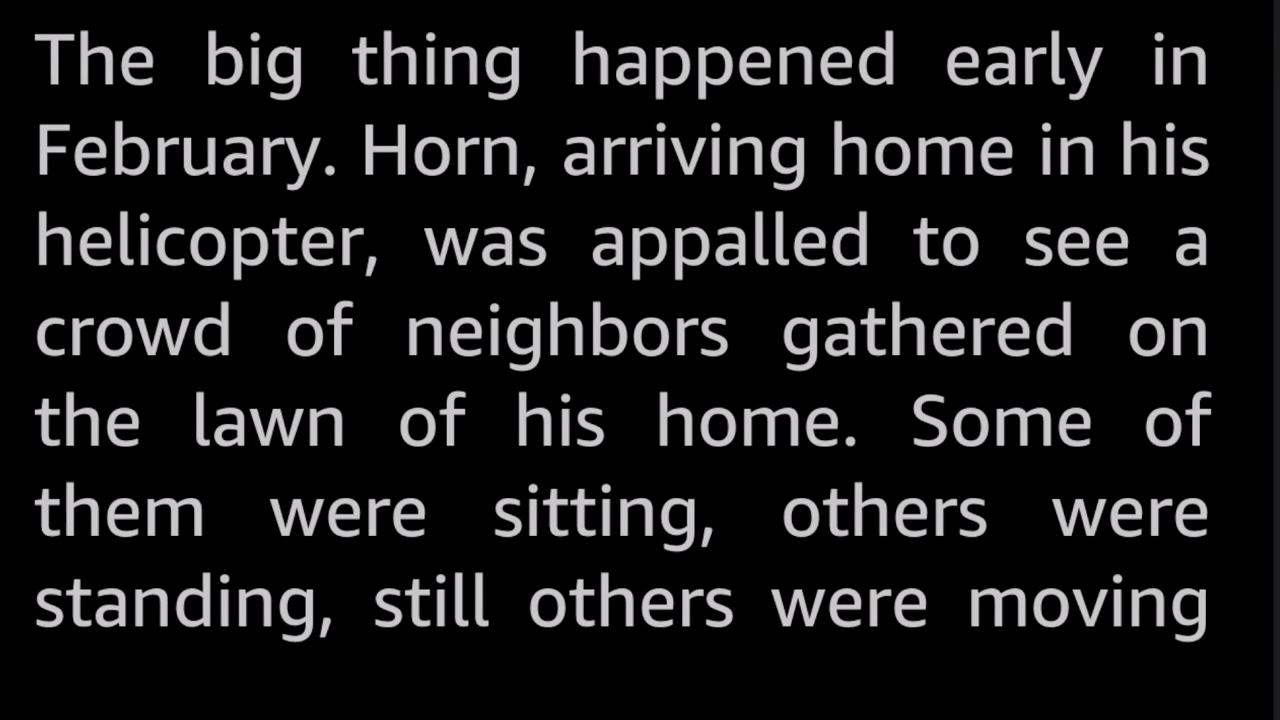 The big thing happened early in
February. Horn, arriving home in his
helicopter, was appalled to see a
crowd of neighbors gathered on
the lawn of his home. Some of
them were sitting, others were
standing, still others were moving